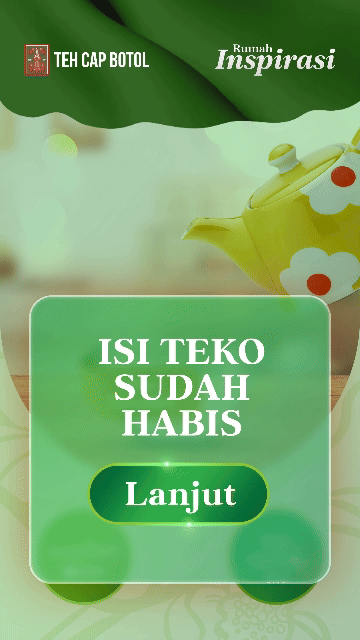 TEH CAP BOTOL
Rumah
Inspirasi
ISI TEKO
SUDAH
HABIS
Lanjut